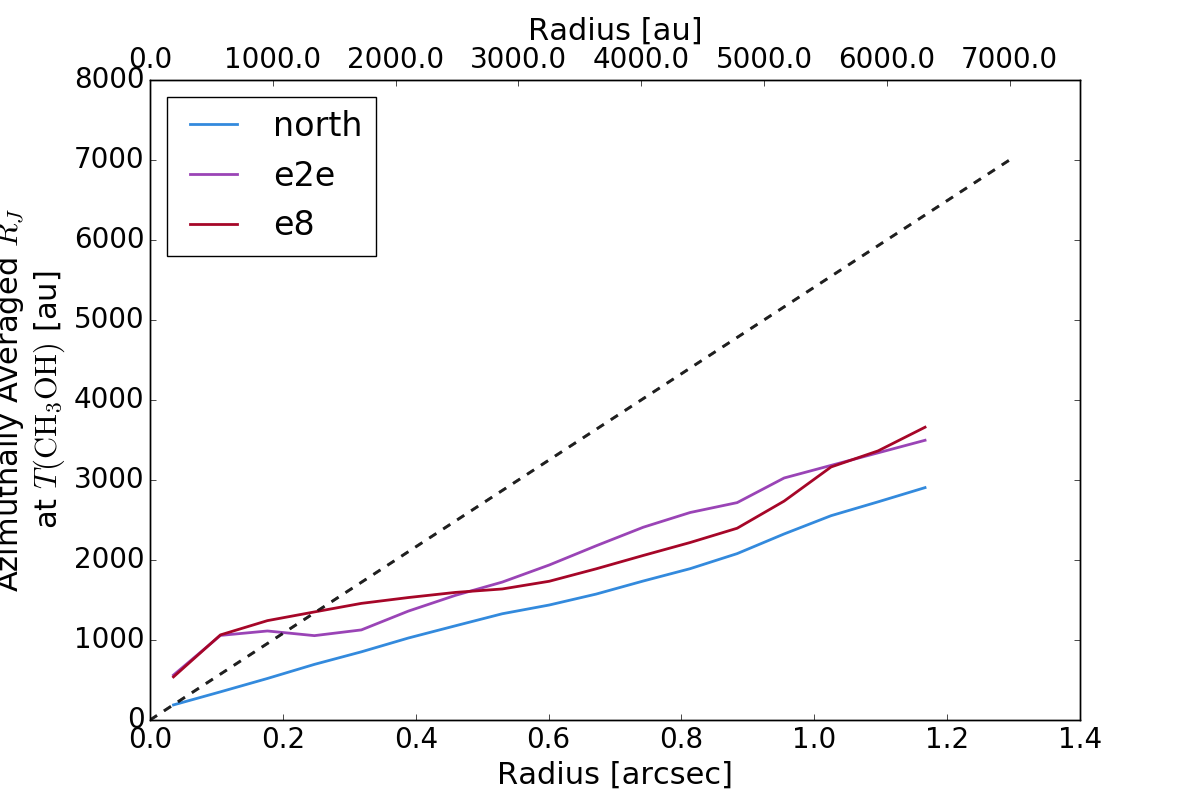 Radius [au]
0.0 1000.0 2000.0 3000.0 4000.0 5000.0 6000.0 7000.0
8000
7000
6000
5000
4000
3000
2000
1000
0
north
e2e
e8
Azimuthally Averaged R_J
at T(CH₃OH) [au]
0.0 0.2 0.4 0.6 0.8 1.0 1.2 1.4
Radius [arcsec]